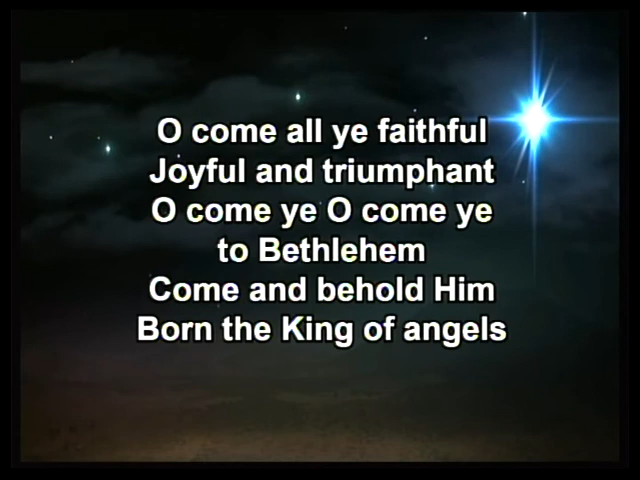 O come all ye faithful
Joyful and triumphant
O come ye O come ye
to Bethlehem
Come and behold Him
Born the King of angels